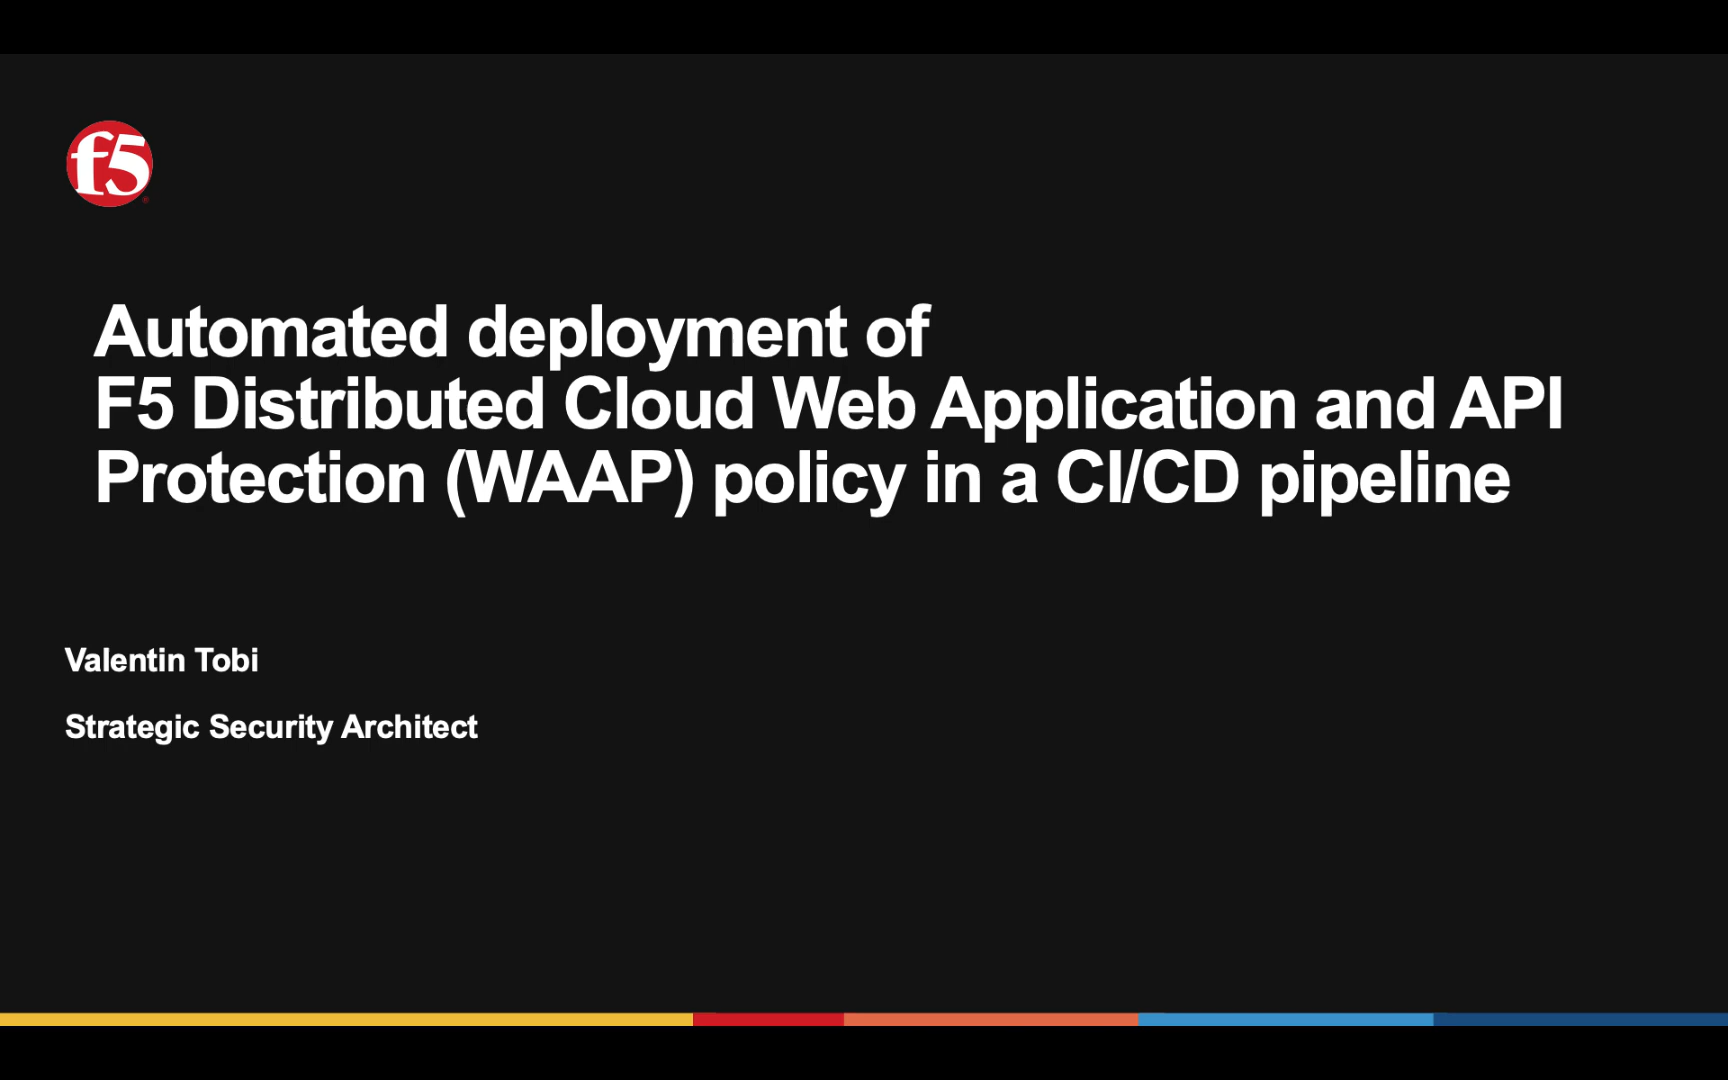 f5
Automated deployment of
F5 Distributed Cloud Web Application and API
Protection (WAAP) policy in a CI/CD pipeline
Valentin Tobi
Strategic Security Architect